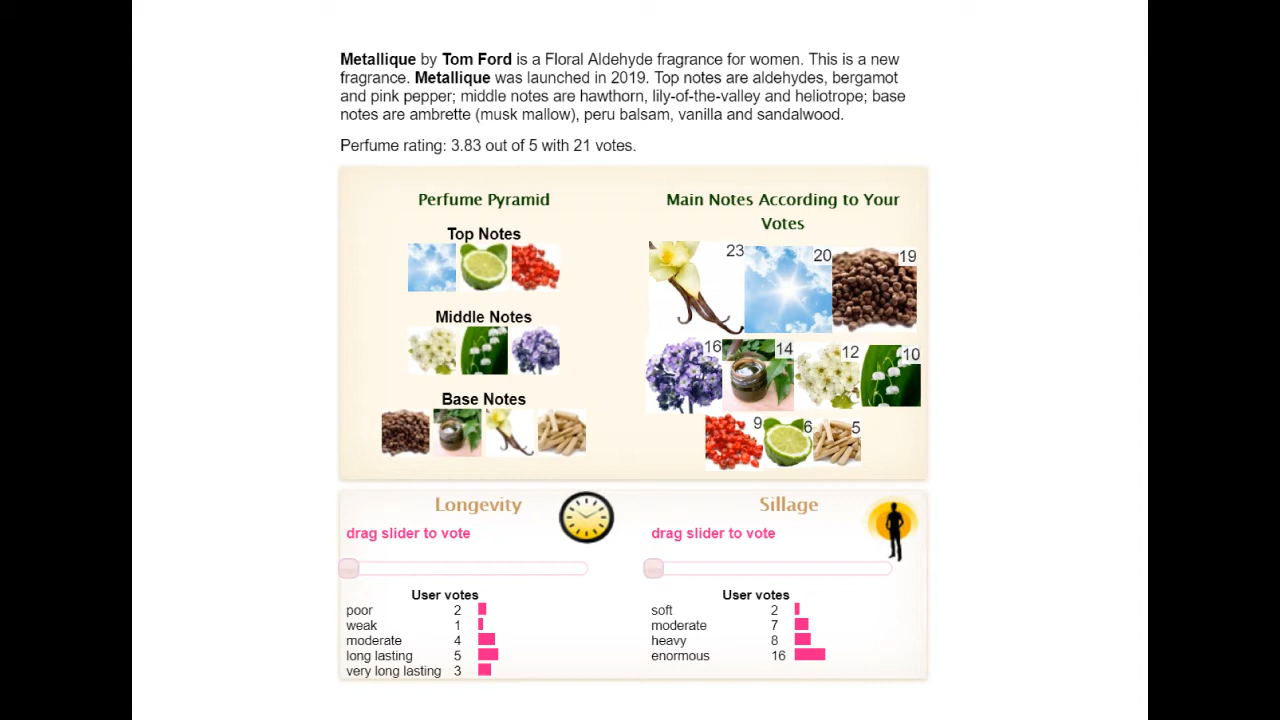 Metallique by Tom Ford is a Floral Aldehyde fragrance for women. This is a new
fragrance. Metallique was launched in 2019. Top notes are aldehydes, bergamot
and pink pepper; middle notes are hawthorn, lily-of-the-valley and heliotrope; base
notes are ambrette (musk mallow), peru balsam, vanilla and sandalwood.
Perfume rating: 3.83 out of 5 with 21 votes.
Perfume Pyramid
Top Notes
Middle Notes
Base Notes
Main Notes According to Your
Votes
23 20 19
16 14 12 10
9 6 5
Longevity
drag slider to vote
User votes
poor 2
weak 1
moderate 4
long lasting 5
very long lasting 3
Sillage
drag slider to vote
User votes
soft 2
moderate 7
heavy 8
enormous 16